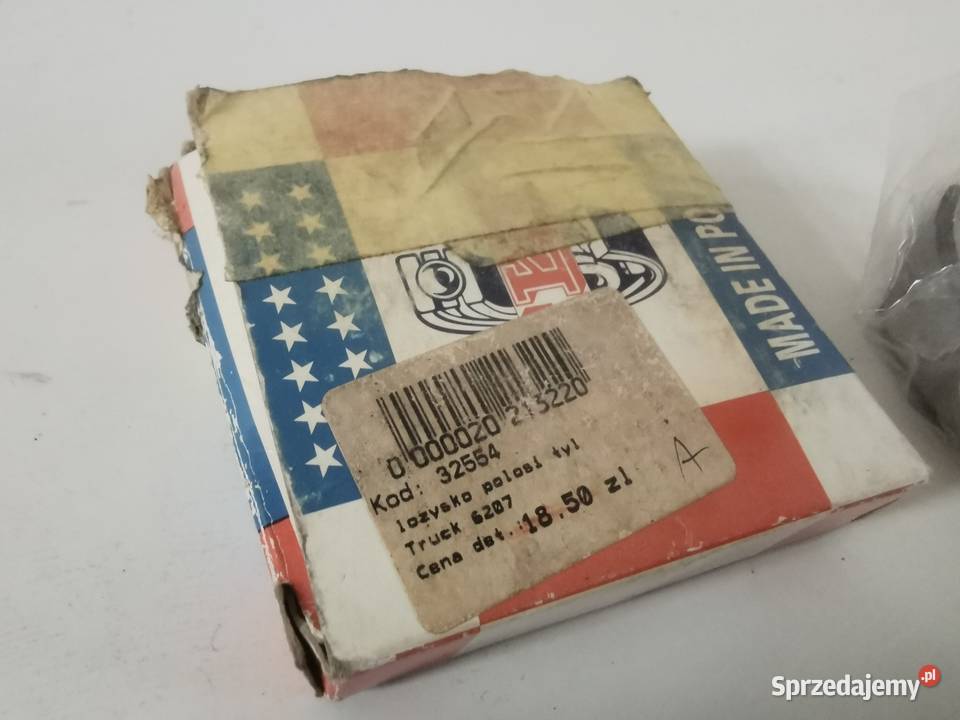 MADE IN PO
0 000020 213220
Kod: 32554
lozysko polosi tyl
Truck 6207
Cena det.:18.50 zl
A
Sprzedajemy.pl